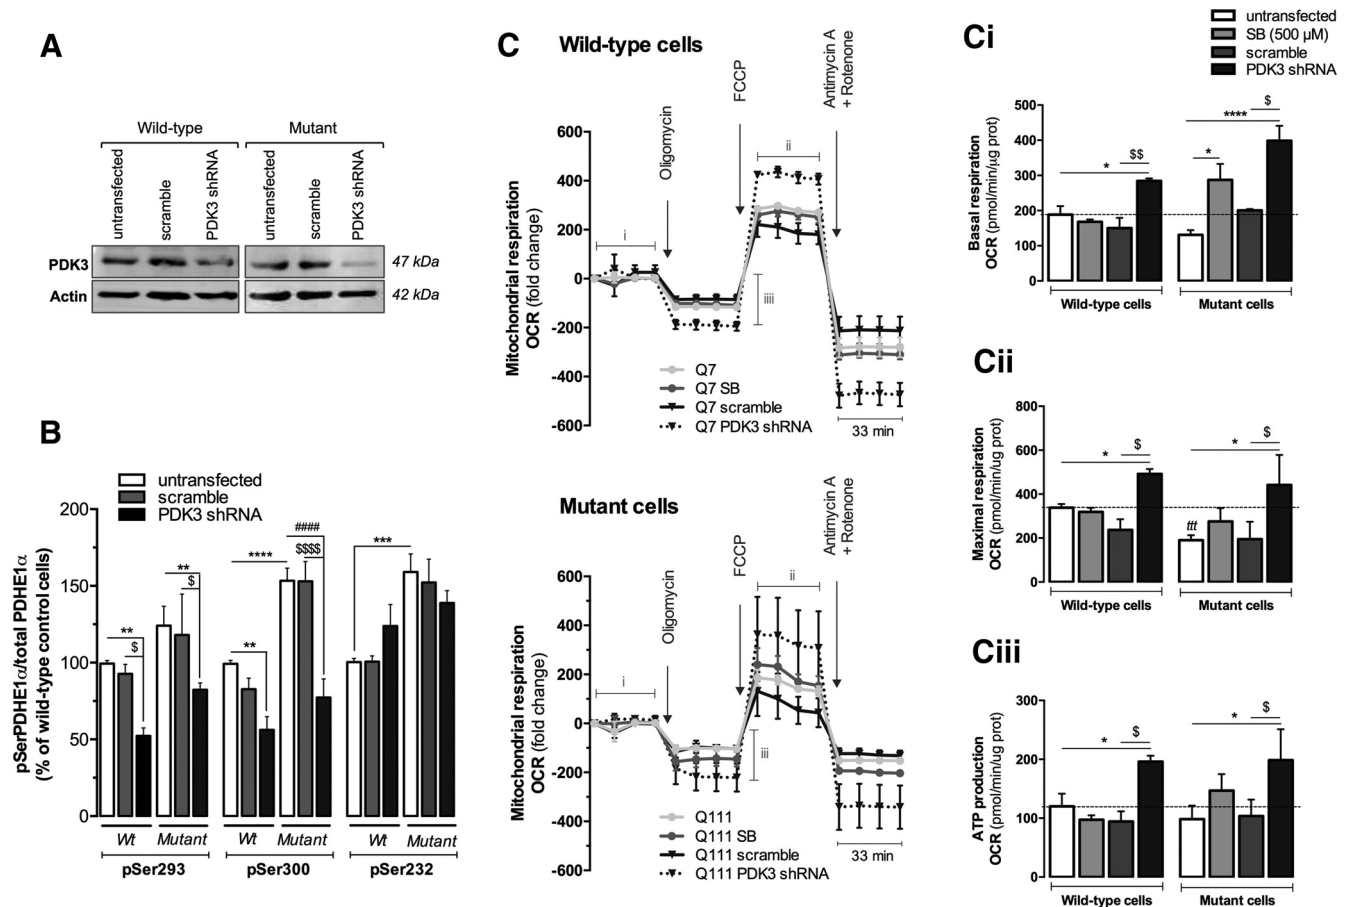 A
Wild-type
Mutant
untransfected
scramble
PDK3 shRNA
untransfected
scramble
PDK3 shRNA
PDK3
47 kDa
Actin
42 kDa
B
untransfected
scramble
PDK3 shRNA
pSerPDHE1α/total PDHE1α
(% of wild-type control cells)
200
150
100
50
0
**
$
**
$
**
****
####
$$$$
***
Wt
Mutant
Wt
Mutant
Wt
Mutant
pSer293
pSer300
pSer232
C
Wild-type cells
Oligomycin
FCCP
Antimycin A
+ Rotenone
Mitochondrial respiration
OCR (fold change)
600
400
200
0
-200
-400
-600
i
ii
iiii
Q7
Q7 SB
Q7 scramble
Q7 PDK3 shRNA
33 min
Mutant cells
Oligomycin
FCCP
Antimycin A
+ Rotenone
Mitochondrial respiration
OCR (fold change)
600
400
200
0
-200
-400
-600
i
ii
iii
Q111
Q111 SB
Q111 scramble
Q111 PDK3 shRNA
33 min
Ci
untransfected
SB (500 µM)
scramble
PDK3 shRNA
Basal respiration
OCR (pmol/min/µg prot)
500
400
300
200
100
0
*
$$
*
****
$
Wild-type cells
Mutant cells
Cii
Maximal respiration
OCR (pmol/min/ug prot)
800
600
400
200
0
*
$
ttt
*
$
Wild-type cells
Mutant cells
Ciii
ATP production
OCR (pmol/min/ug prot)
300
200
100
0
*
$
*
$
Wild-type cells
Mutant cells